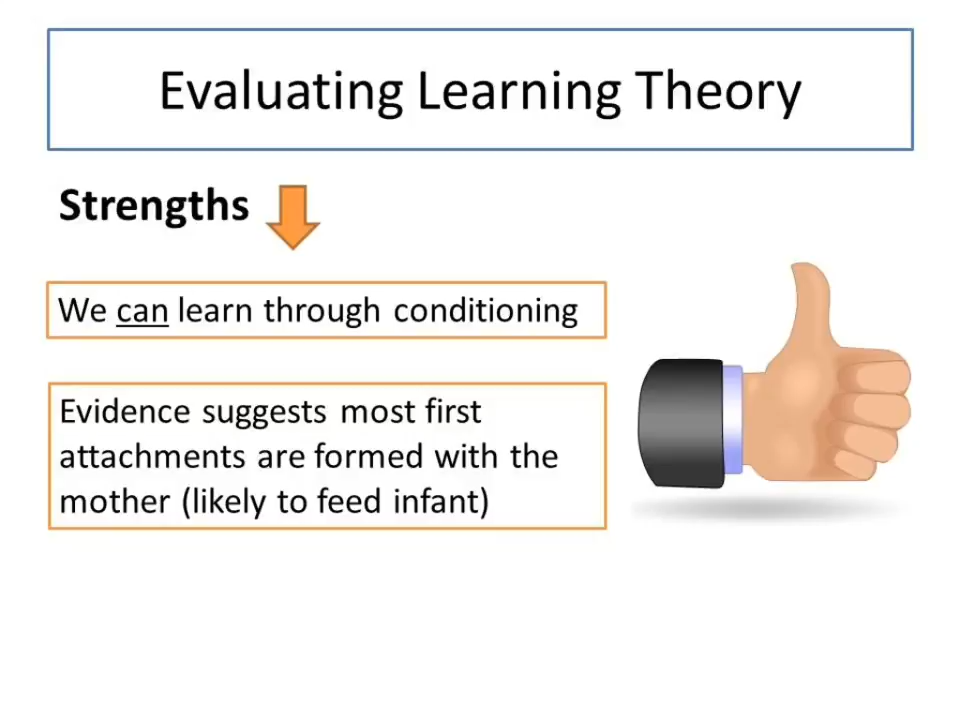 Evaluating Learning Theory
Strengths
We can learn through conditioning
Evidence suggests most first
attachments are formed with the
mother (likely to feed infant)